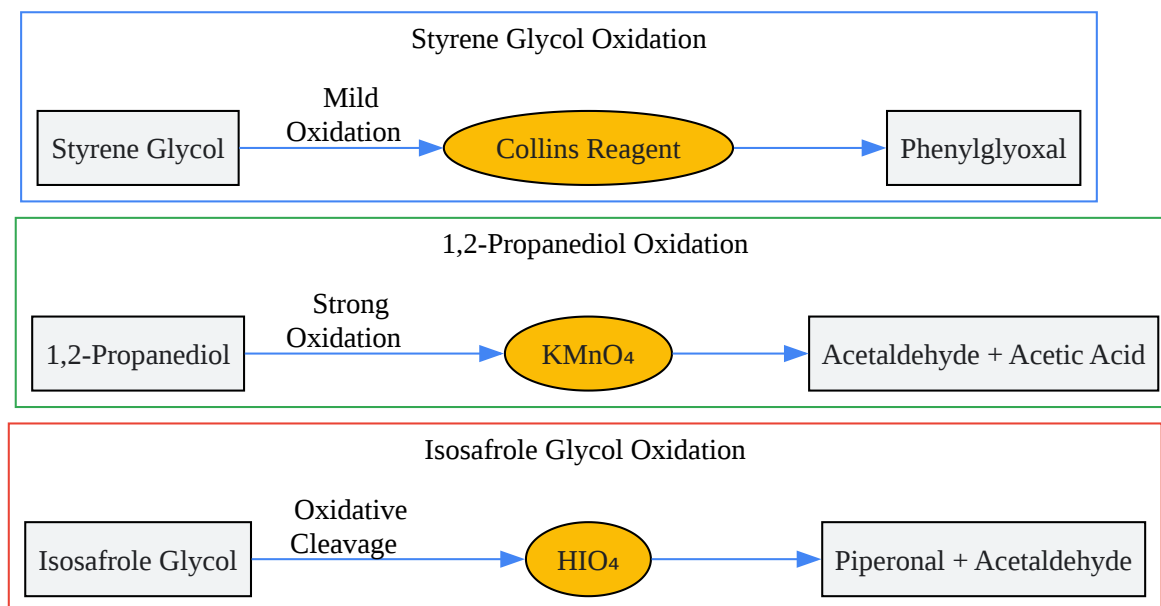 Styrene Glycol Oxidation
Mild
Oxidation
Styrene Glycol
Collins Reagent
Phenylglyoxal
1,2-Propanediol Oxidation
Strong
Oxidation
1,2-Propanediol
KMnO₄
Acetaldehyde + Acetic Acid
Isosafrole Glycol Oxidation
Oxidative
Cleavage
Isosafrole Glycol
HIO₄
Piperonal + Acetaldehyde